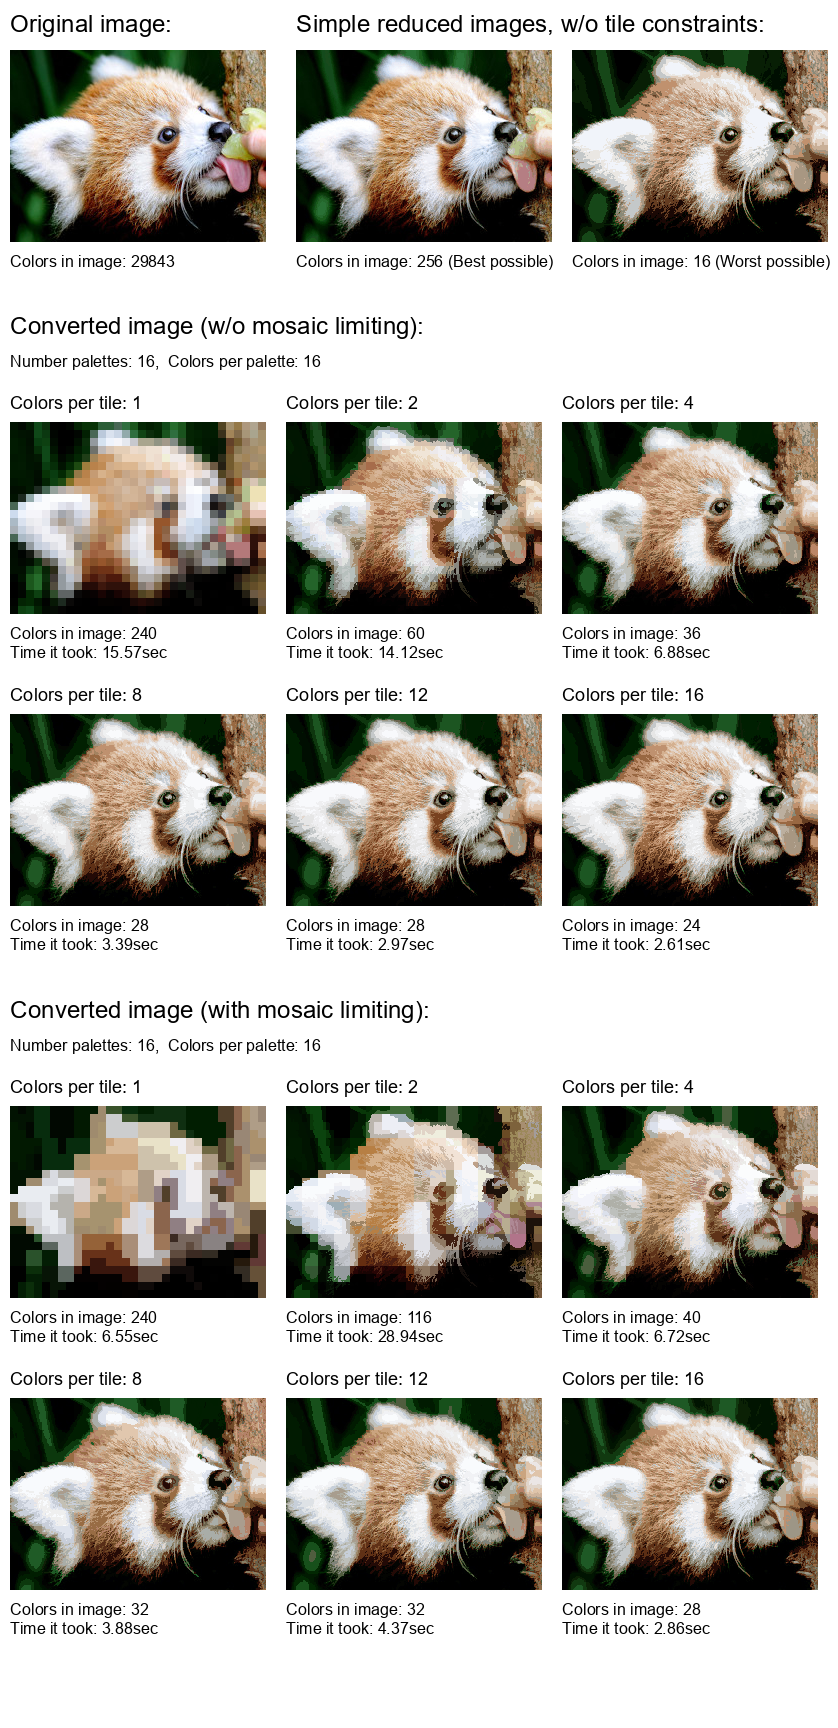 Original image:
Simple reduced images, w/o tile constraints:
Colors in image: 29843
Colors in image: 256 (Best possible)
Colors in image: 16 (Worst possible)
Converted image (w/o mosaic limiting):
Number palettes: 16,  Colors per palette: 16
Colors per tile: 1
Colors per tile: 2
Colors per tile: 4
Colors in image: 240
Time it took: 15.57sec
Colors in image: 60
Time it took: 14.12sec
Colors in image: 36
Time it took: 6.88sec
Colors per tile: 8
Colors per tile: 12
Colors per tile: 16
Colors in image: 28
Time it took: 3.39sec
Colors in image: 28
Time it took: 2.97sec
Colors in image: 24
Time it took: 2.61sec
Converted image (with mosaic limiting):
Number palettes: 16,  Colors per palette: 16
Colors per tile: 1
Colors per tile: 2
Colors per tile: 4
Colors in image: 240
Time it took: 6.55sec
Colors in image: 116
Time it took: 28.94sec
Colors in image: 40
Time it took: 6.72sec
Colors per tile: 8
Colors per tile: 12
Colors per tile: 16
Colors in image: 32
Time it took: 3.88sec
Colors in image: 32
Time it took: 4.37sec
Colors in image: 28
Time it took: 2.86sec